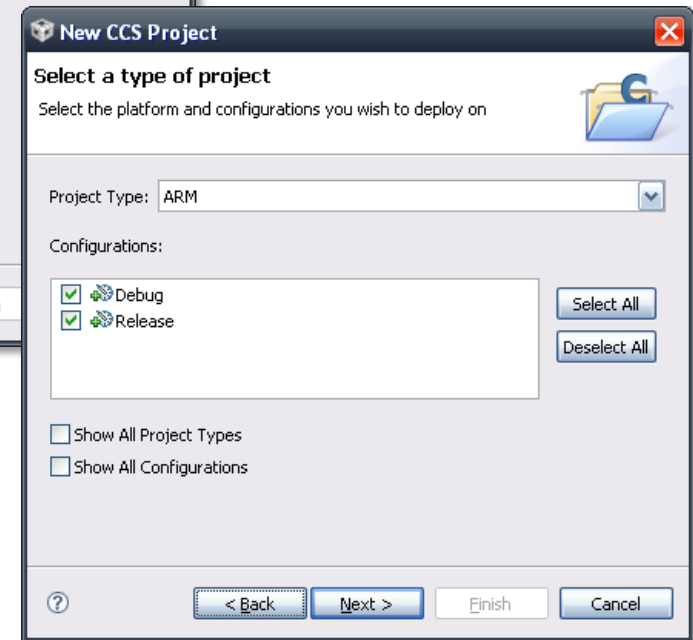 New CCS Project
Select a type of project
Select the platform and configurations you wish to deploy on
Project Type: ARM
Configurations:
Debug
Release
Select All
Deselect All
Show All Project Types
Show All Configurations
? < Back Next > Finish Cancel